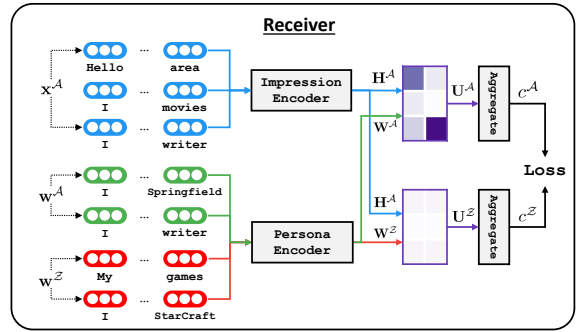 Receiver
Hello ... area
I ... movies
I ... writer
x^𝒜
I ... Springfield
I ... writer
w^𝒜
My ... games
I ... StarCraft
w^𝒵
Impression
Encoder
Persona
Encoder
H^𝒜
W^𝒜
U^𝒜
Aggregate
c^𝒜
Loss
H^𝒜
W^𝒵
U^𝒵
Aggregate
c^𝒵